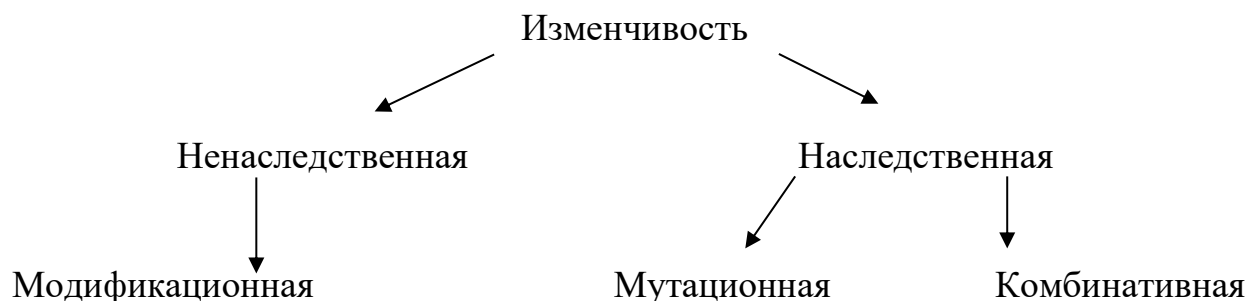 Изменчивость
Ненаследственная Наследственная
Модификационная Мутационная Комбинативная